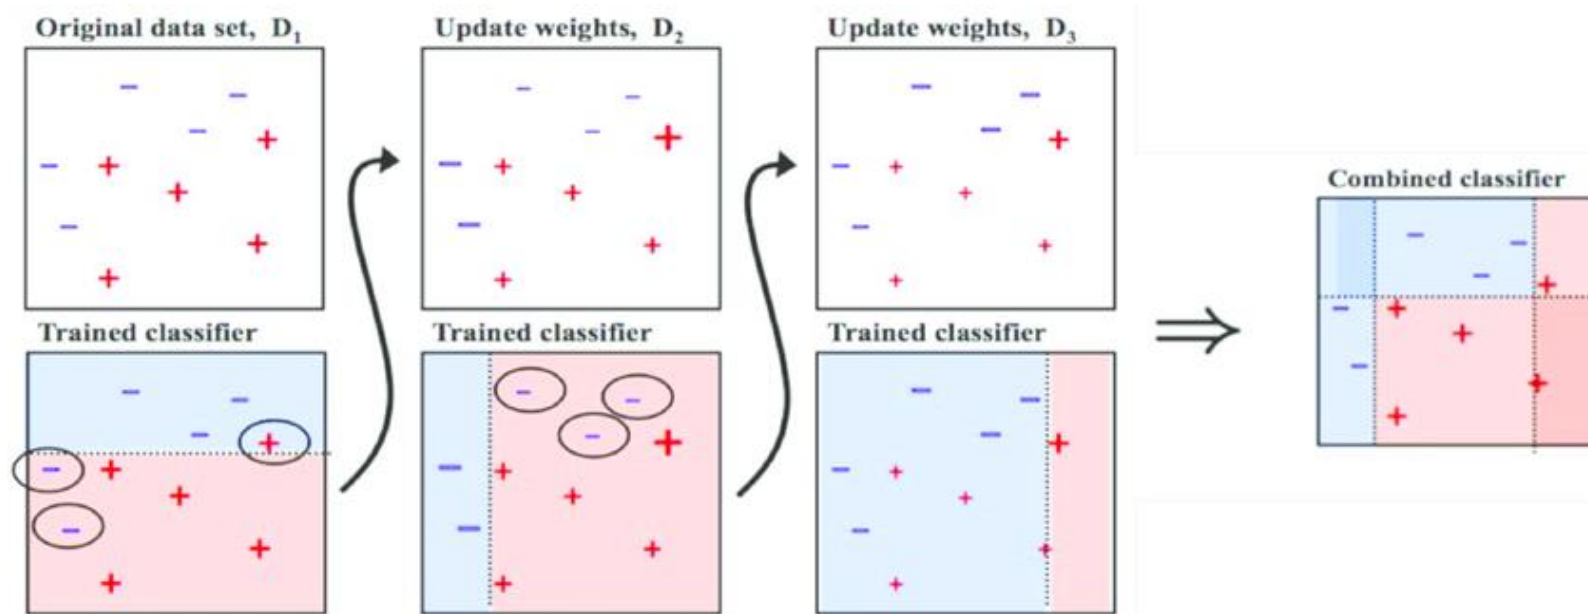 Original data set, D₁
Update weights, D₂
Update weights, D₃
Trained classifier
Trained classifier
Trained classifier
Combined classifier